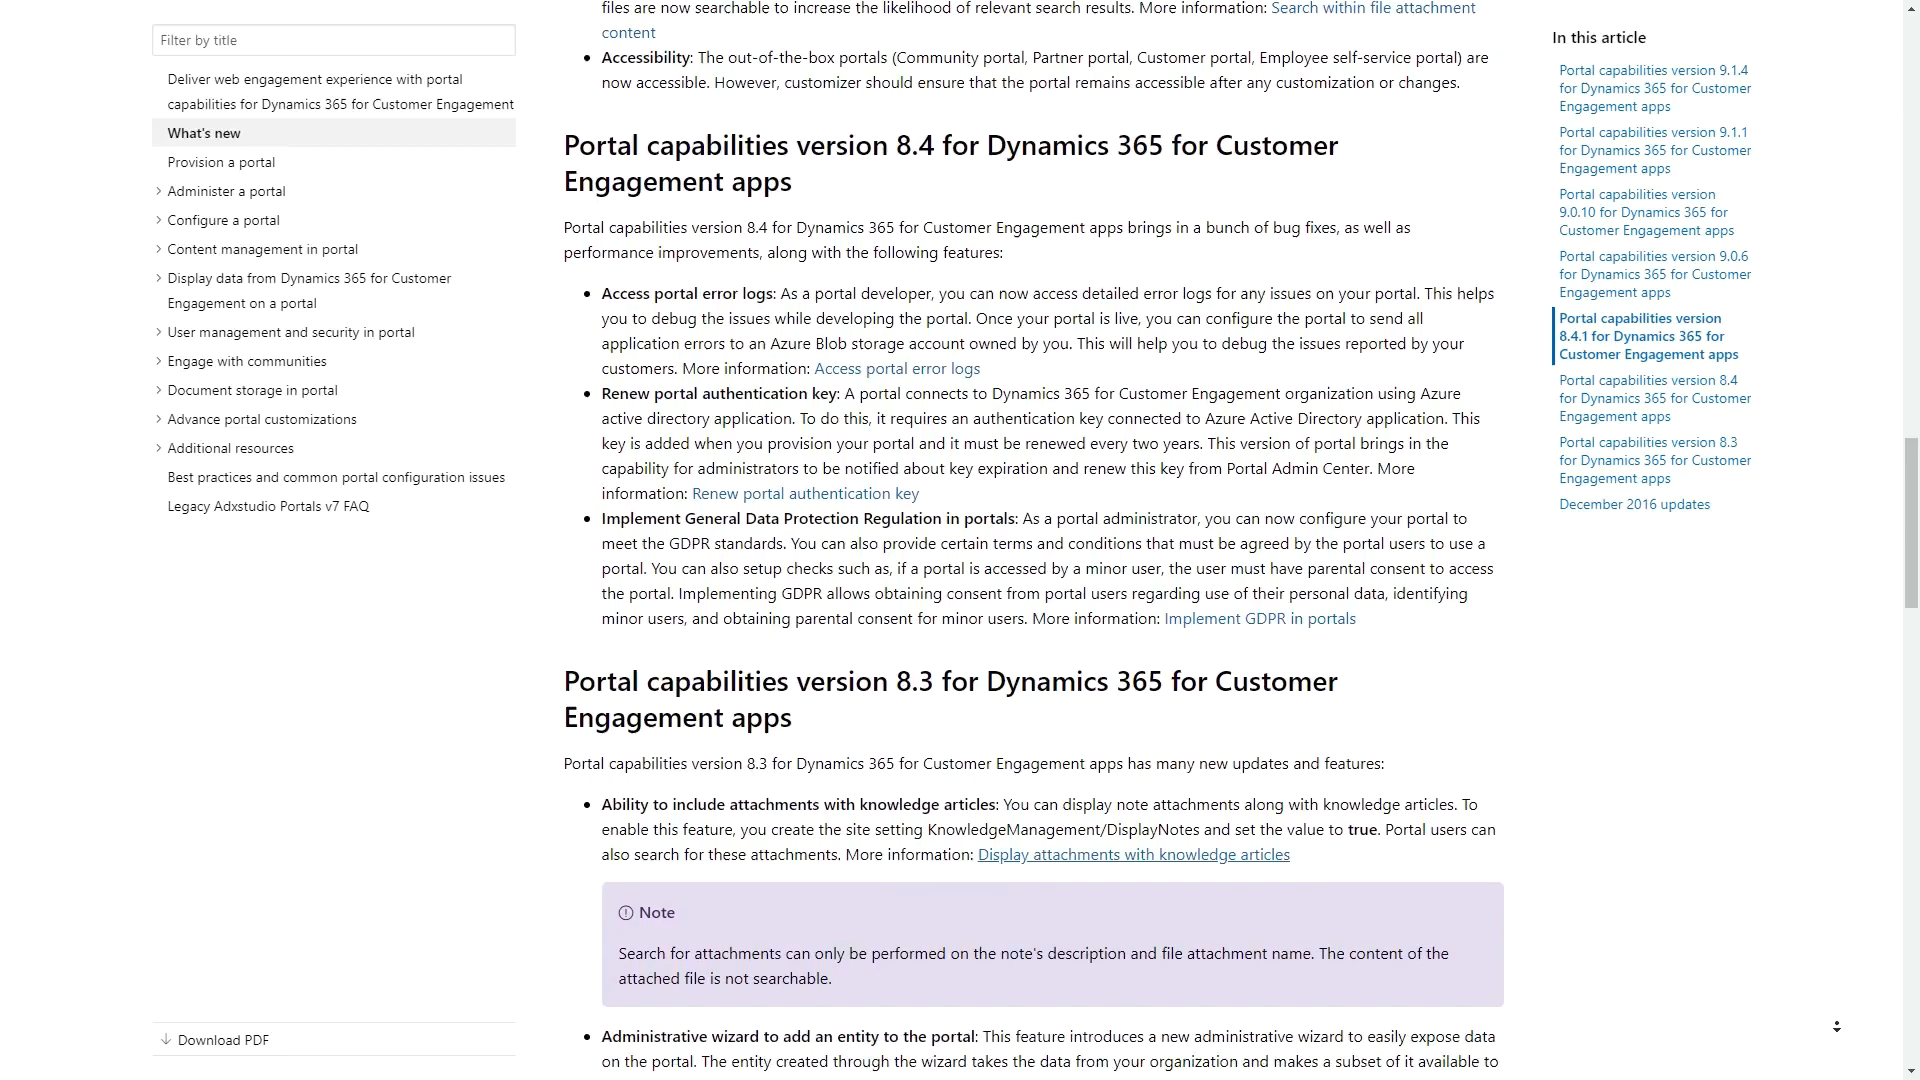 Filter by title
Deliver web engagement experience with portal
capabilities for Dynamics 365 for Customer Engagement
What's new
Provision a portal
Administer a portal
Configure a portal
Content management in portal
Display data from Dynamics 365 for Customer
Engagement on a portal
User management and security in portal
Engage with communities
Document storage in portal
Advance portal customizations
Additional resources
Best practices and common portal configuration issues
Legacy Adxstudio Portals v7 FAQ
Download PDF
files are now searchable to increase the likelihood of relevant search results. More information: Search within file attachment
content
Accessibility: The out-of-the-box portals (Community portal, Partner portal, Customer portal, Employee self-service portal) are
now accessible. However, customizer should ensure that the portal remains accessible after any customization or changes.
Portal capabilities version 8.4 for Dynamics 365 for Customer
Engagement apps
Portal capabilities version 8.4 for Dynamics 365 for Customer Engagement apps brings in a bunch of bug fixes, as well as
performance improvements, along with the following features:
Access portal error logs: As a portal developer, you can now access detailed error logs for any issues on your portal. This helps
you to debug the issues while developing the portal. Once your portal is live, you can configure the portal to send all
application errors to an Azure Blob storage account owned by you. This will help you to debug the issues reported by your
customers. More information: Access portal error logs
Renew portal authentication key: A portal connects to Dynamics 365 for Customer Engagement organization using Azure
active directory application. To do this, it requires an authentication key connected to Azure Active Directory application. This
key is added when you provision your portal and it must be renewed every two years. This version of portal brings in the
capability for administrators to be notified about key expiration and renew this key from Portal Admin Center. More
information: Renew portal authentication key
Implement General Data Protection Regulation in portals: As a portal administrator, you can now configure your portal to
meet the GDPR standards. You can also provide certain terms and conditions that must be agreed by the portal users to use a
portal. You can also setup checks such as, if a portal is accessed by a minor user, the user must have parental consent to access
the portal. Implementing GDPR allows obtaining consent from portal users regarding use of their personal data, identifying
minor users, and obtaining parental consent for minor users. More information: Implement GDPR in portals
Portal capabilities version 8.3 for Dynamics 365 for Customer
Engagement apps
Portal capabilities version 8.3 for Dynamics 365 for Customer Engagement apps has many new updates and features:
Ability to include attachments with knowledge articles: You can display note attachments along with knowledge articles. To
enable this feature, you create the site setting KnowledgeManagement/DisplayNotes and set the value to true. Portal users can
also search for these attachments. More information: Display attachments with knowledge articles
Note
Search for attachments can only be performed on the note's description and file attachment name. The content of the
attached file is not searchable.
Administrative wizard to add an entity to the portal: This feature introduces a new administrative wizard to easily expose data
on the portal. The entity created through the wizard takes the data from your organization and makes a subset of it available to
In this article
Portal capabilities version 9.1.4
for Dynamics 365 for Customer
Engagement apps
Portal capabilities version 9.1.1
for Dynamics 365 for Customer
Engagement apps
Portal capabilities version
9.0.10 for Dynamics 365 for
Customer Engagement apps
Portal capabilities version 9.0.6
for Dynamics 365 for Customer
Engagement apps
Portal capabilities version
8.4.1 for Dynamics 365 for
Customer Engagement apps
Portal capabilities version 8.4
for Dynamics 365 for Customer
Engagement apps
Portal capabilities version 8.3
for Dynamics 365 for Customer
Engagement apps
December 2016 updates